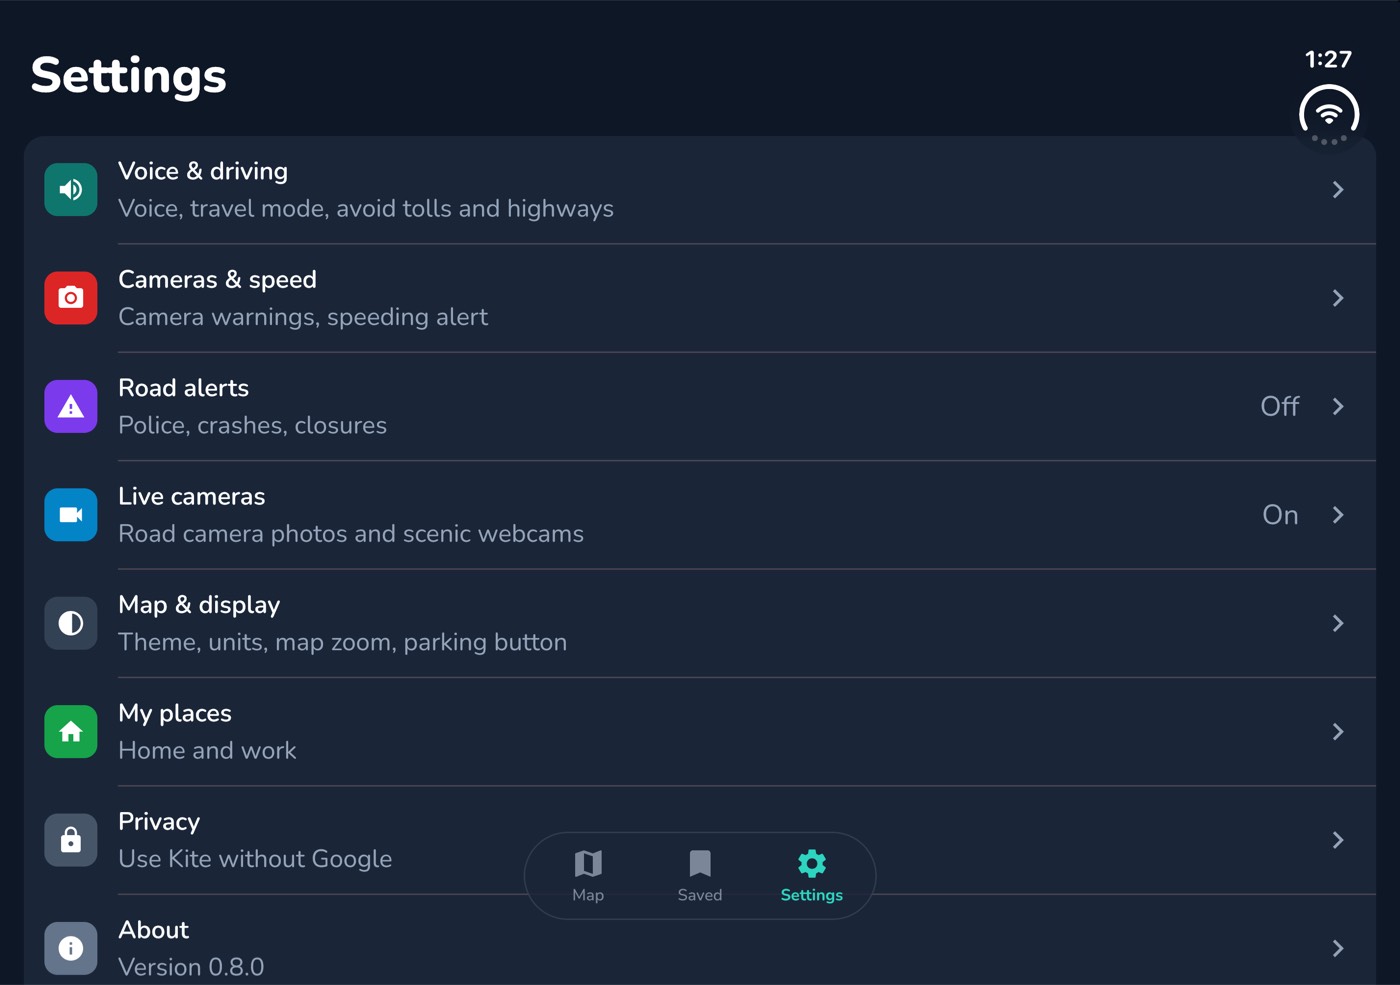 Settings
1:27
Voice & driving
Voice, travel mode, avoid tolls and highways
Cameras & speed
Camera warnings, speeding alert
Road alerts
Police, crashes, closures
Off
Live cameras
Road camera photos and scenic webcams
On
Map & display
Theme, units, map zoom, parking button
My places
Home and work
Privacy
Use Kite without Google
About
Version 0.8.0
Map
Saved
Settings